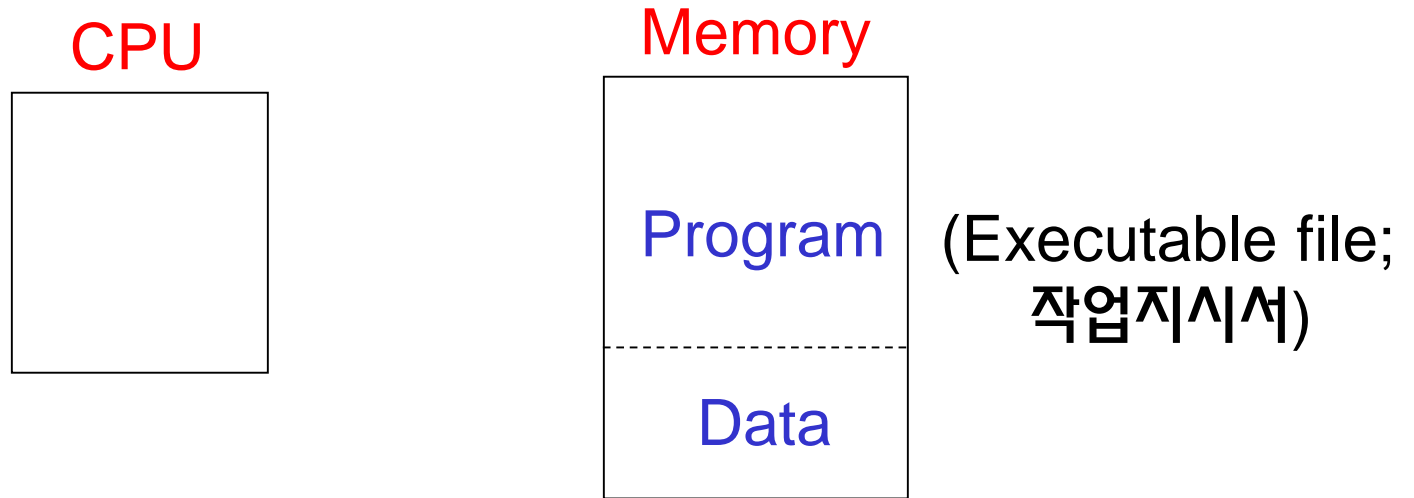 CPU
Memory
Program
(Executable file;
작업지시서)
Data